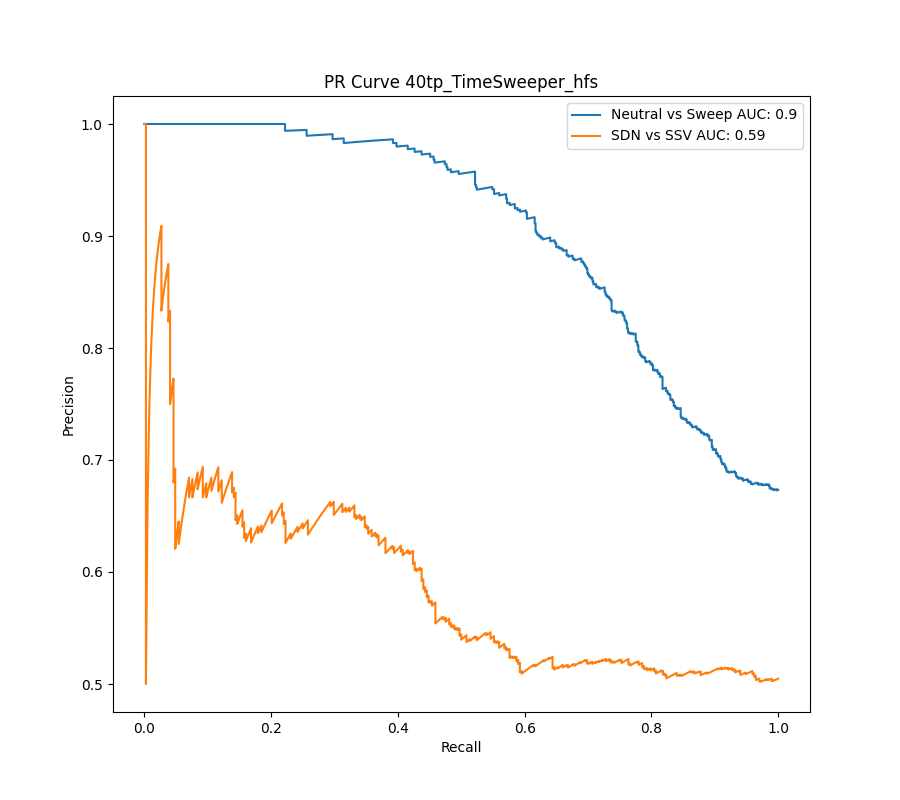 PR Curve 40tp_TimeSweeper_hfs
Neutral vs Sweep AUC: 0.9
SDN vs SSV AUC: 0.59
1.0
0.9
0.8
0.7
0.6
0.5
Precision
0.0 0.2 0.4 0.6 0.8 1.0
Recall